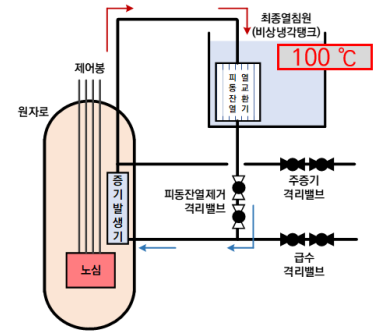 최종열침원
(비상냉각탱크)
100 ℃
제어봉
원자로
피동잔열
열교환기
증기발생기
주증기
격리밸브
피동잔열제거
격리밸브
급수
격리밸브
노심